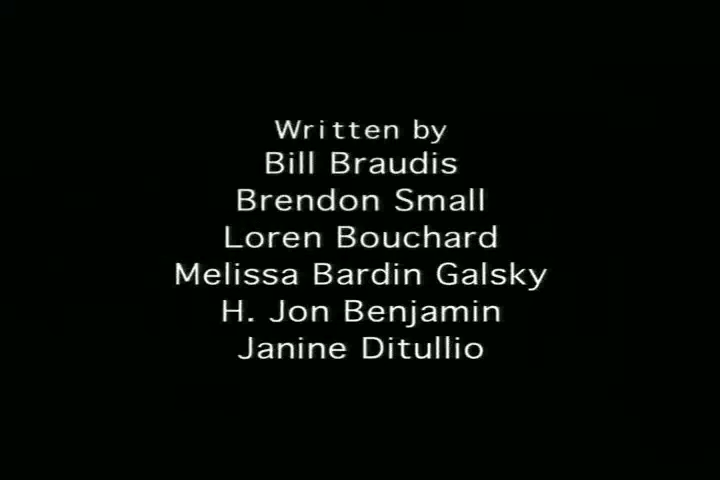 Written by
Bill Braudis
Brendon Small
Loren Bouchard
Melissa Bardin Galsky
H. Jon Benjamin
Janine Ditullio